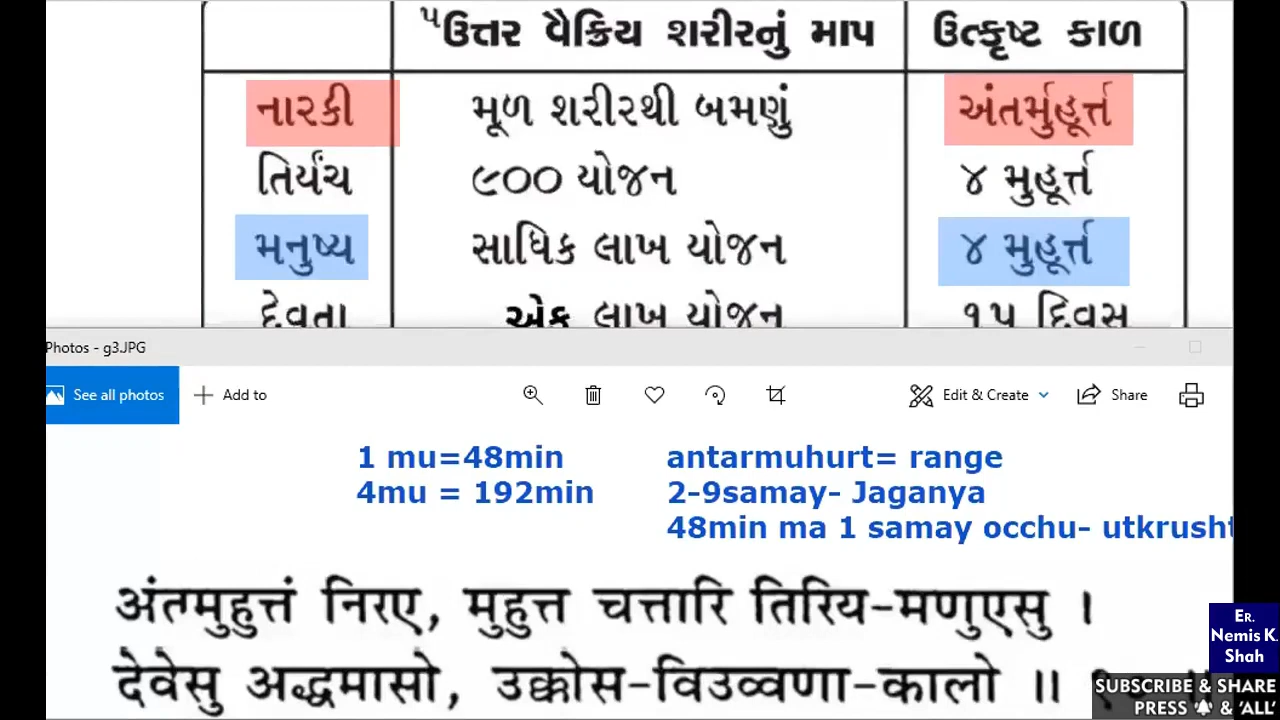 ૫ઉત્તર વૈક્રિય શરીરનું માપ ઉત્કૃષ્ટ કાળ
નારકી મૂળ શરીરથી બમણું અંતર્મુહૂર્ત્ત
તિર્યંચ ૯૦૦ યોજન ૪ મુહૂર્ત્ત
મનુષ્ય સાધિક લાખ યોજન ૪ મુહૂર્ત્ત
દેવતા એક લાખ યોજન ૧૫ દિવસ
Photos - g3.JPG
See all photos Add to Edit & Create Share
1 mu=48min antarmuhurt= range
4mu = 192min 2-9samay- Jaganya
48min ma 1 samay occhu- utkrusht
अंतमुहुत्तं निरए, मुहुत्त चत्तारि तिरिय-मणुएसु ।
देवेसु अद्धमासो, उक्कोस-विउव्वणा-कालो ॥
ER.
Nemis K.
Shah
SUBSCRIBE & SHARE
PRESS & 'ALL'